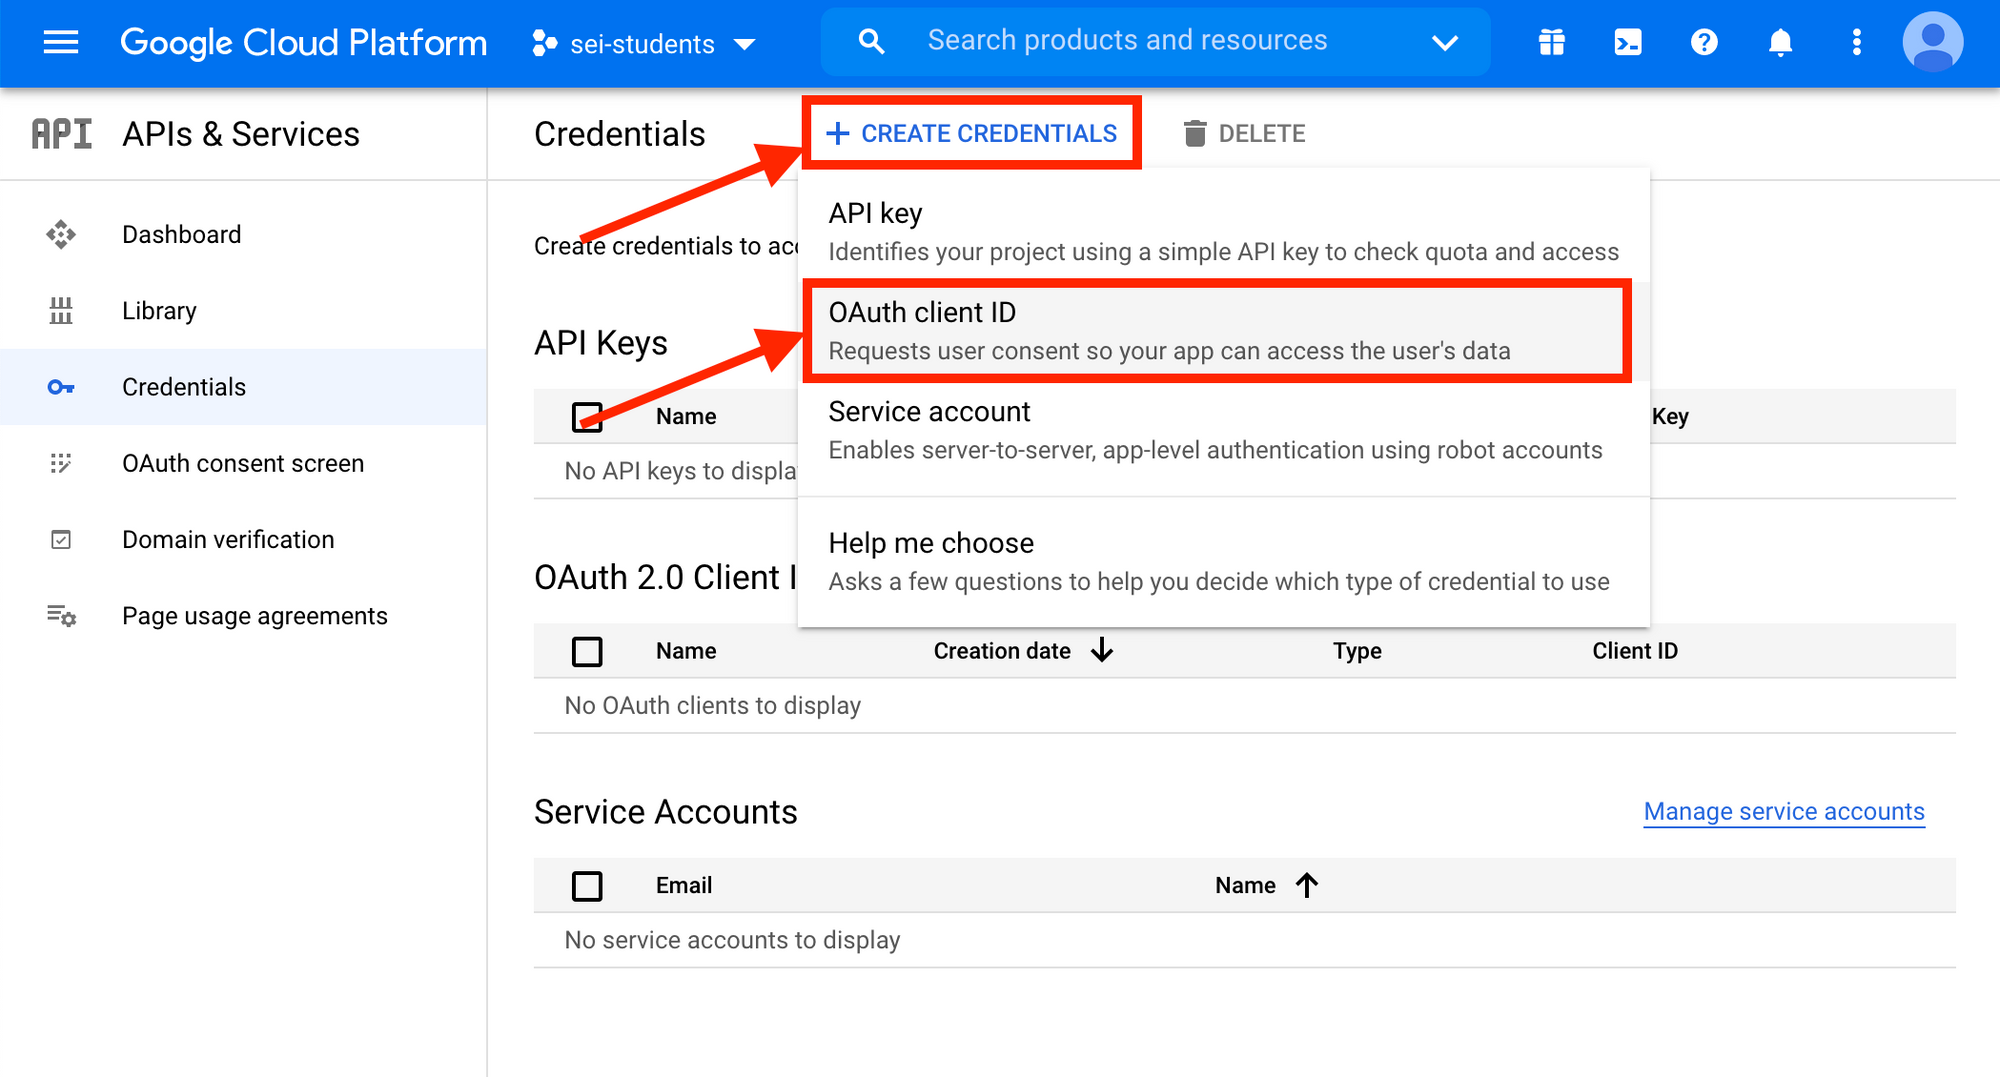 Google Cloud Platform
sei-students
Search products and resources
API
APIs & Services
Credentials
CREATE CREDENTIALS
DELETE
Dashboard
Library
Credentials
OAuth consent screen
Domain verification
Page usage agreements
Create credentials to acc
API key
Identifies your project using a simple API key to check quota and access
OAuth client ID
Requests user consent so your app can access the user's data
Service account
Enables server-to-server, app-level authentication using robot accounts
Help me choose
Asks a few questions to help you decide which type of credential to use
API Keys
Name
Key
No API keys to displa
OAuth 2.0 Client I
Name Creation date Type Client ID
No OAuth clients to display
Service Accounts
Manage service accounts
Email Name
No service accounts to display